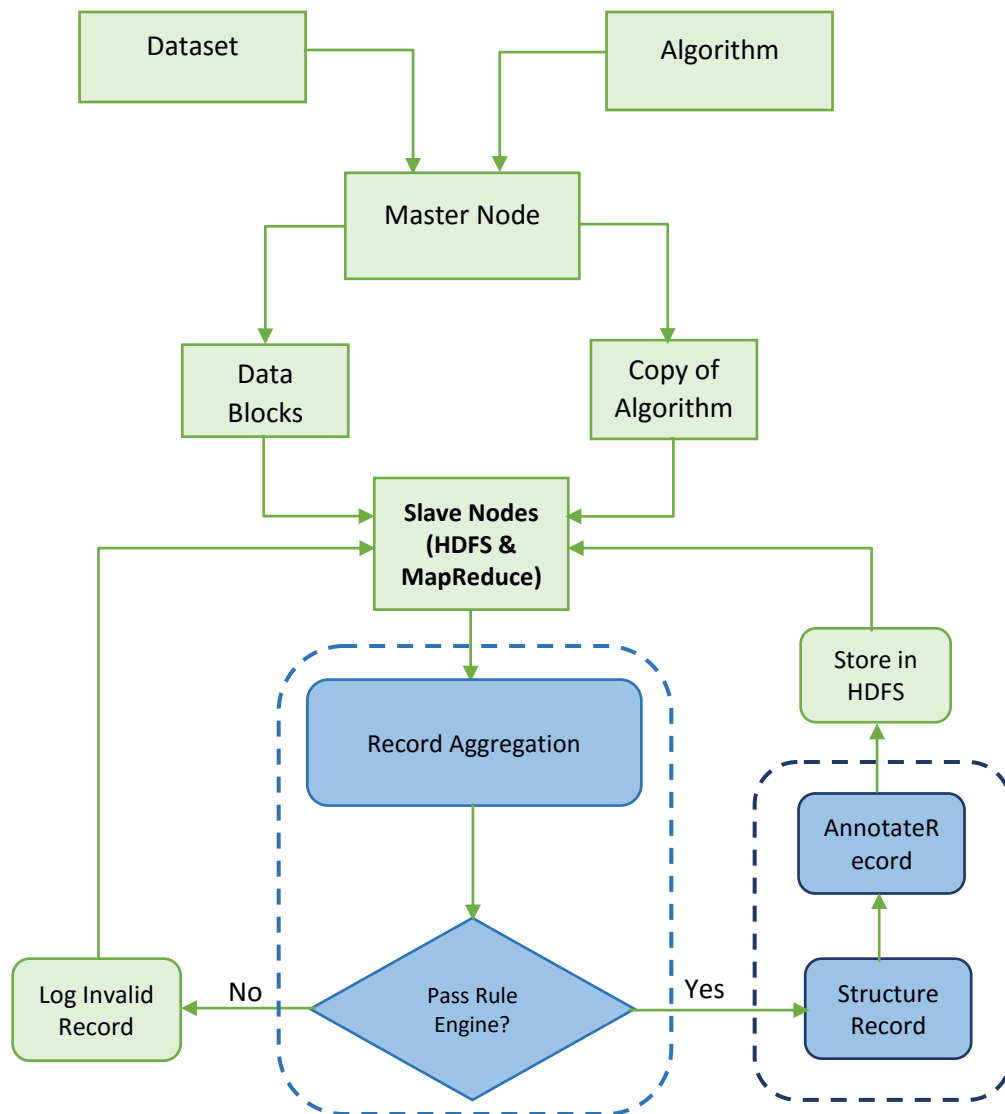 Dataset
Algorithm
Master Node
Data
Blocks
Copy of
Algorithm
Slave Nodes
(HDFS &
MapReduce)
Store in
HDFS
Record Aggregation
AnnotateR
ecord
Log Invalid
Record
No
Pass Rule
Engine?
Yes
Structure
Record